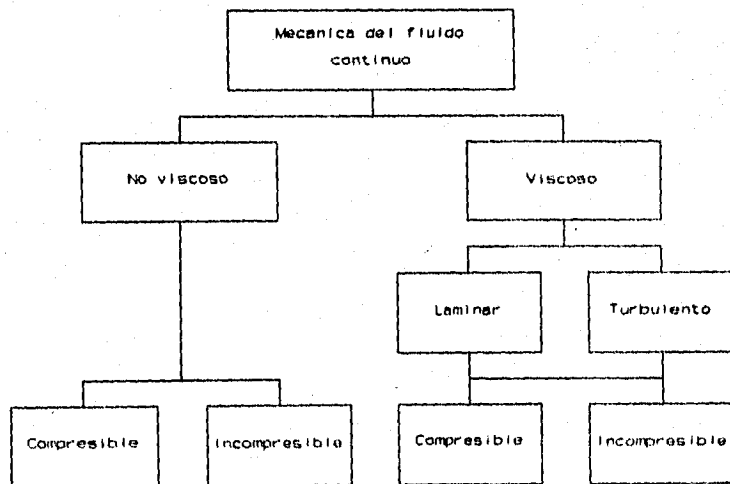 Mecanica del fluido
continuo
No viscoso
Viscoso
Laminar
Turbulento
Compresible
Incompresible
Compresible
Incompresible